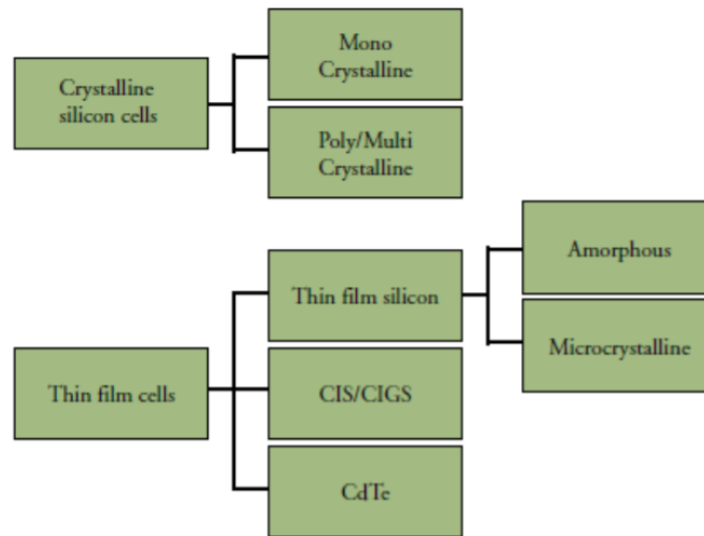 Mono
Crystalline
Crystalline
silicon cells
Poly/Multi
Crystalline
Amorphous
Thin film silicon
Microcrystalline
Thin film cells
CIS/CIGS
CdTe